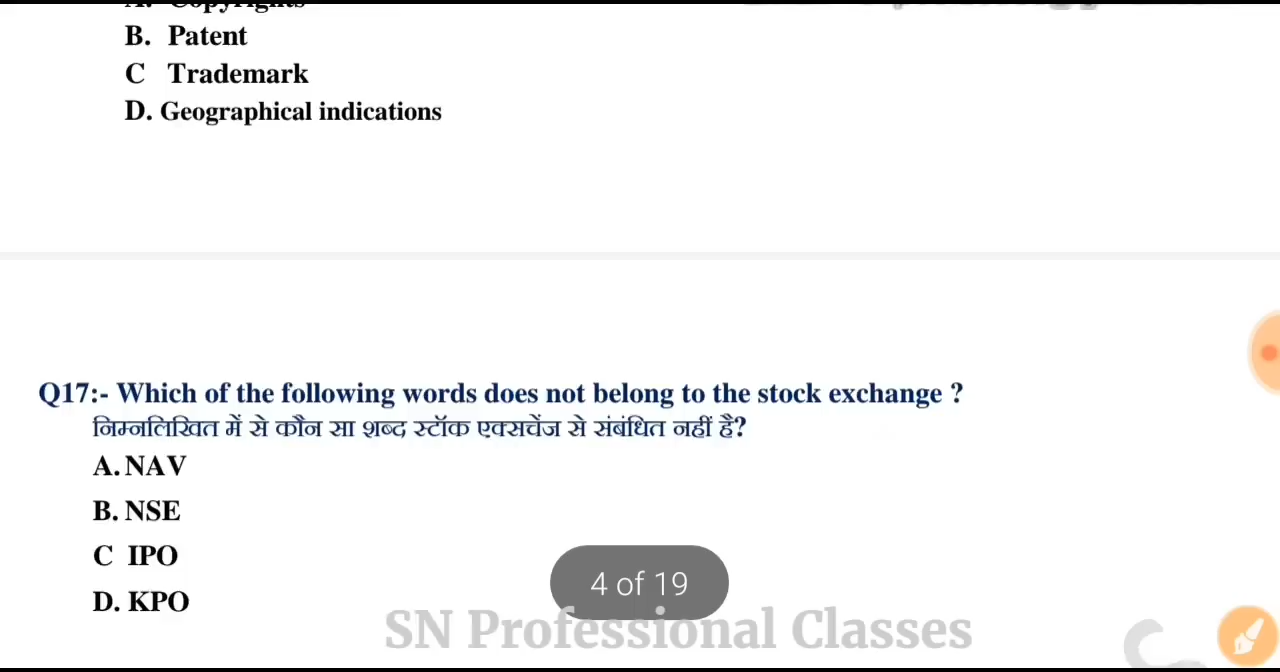 B. Patent
C Trademark
D. Geographical indications
Q17:- Which of the following words does not belong to the stock exchange ?
निम्नलिखित में से कौन सा शब्द स्टॉक एक्सचेंज से संबंधित नहीं है?
A. NAV
B. NSE
C IPO
D. KPO
4 of 19
SN Professional Classes